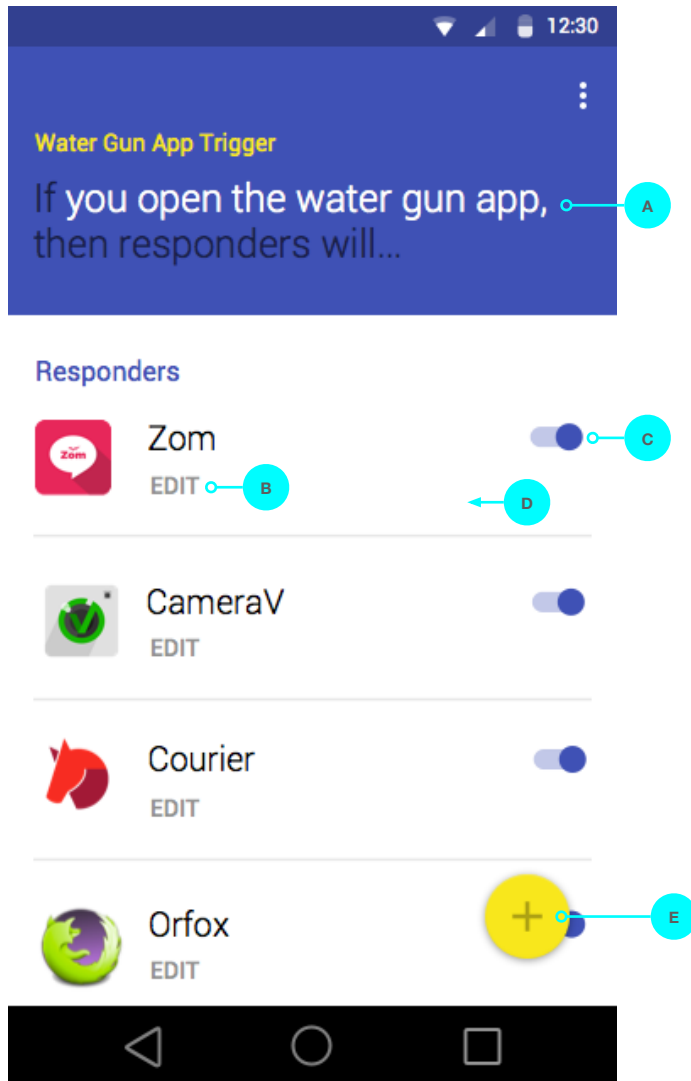 12:30
Water Gun App Trigger
If you open the water gun app,
A
then responders will...
Responders
Zom
Zom
C
EDIT
B
D
CameraV
EDIT
Courier
EDIT
Orfox
E
EDIT